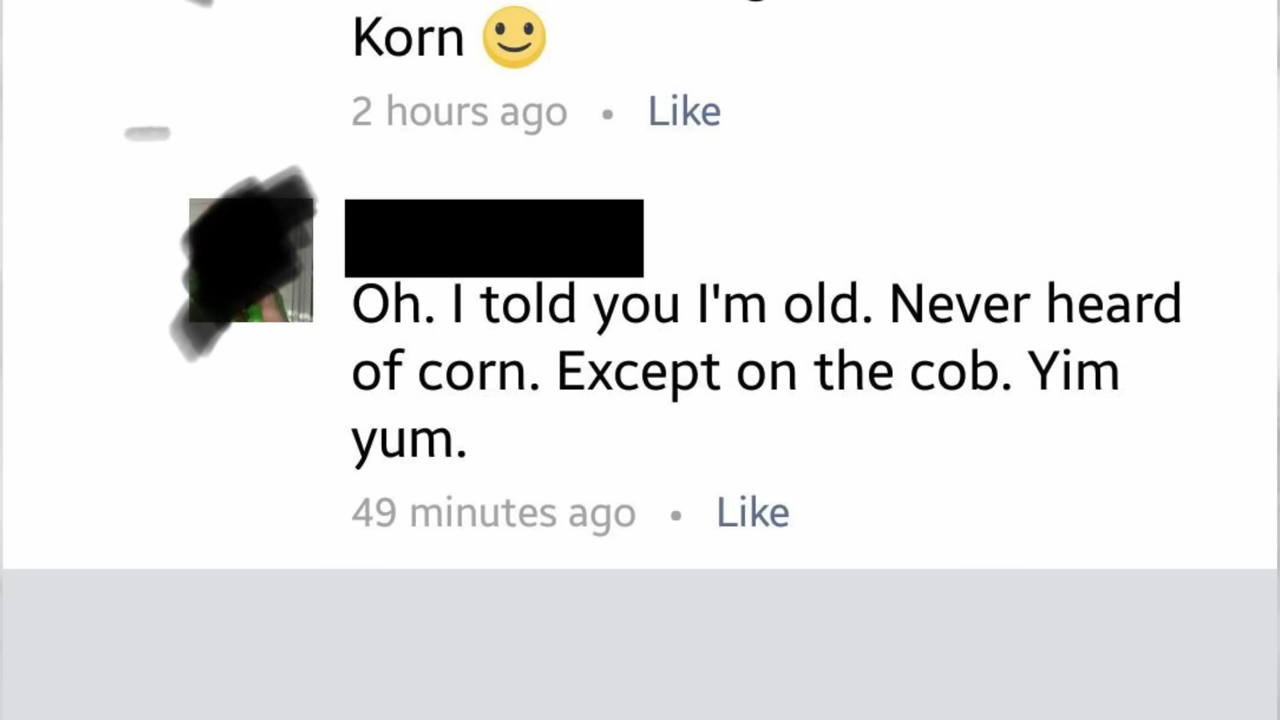 Korn 🙂
2 hours ago • Like
Oh. I told you I'm old. Never heard
of corn. Except on the cob. Yim
yum.
49 minutes ago • Like